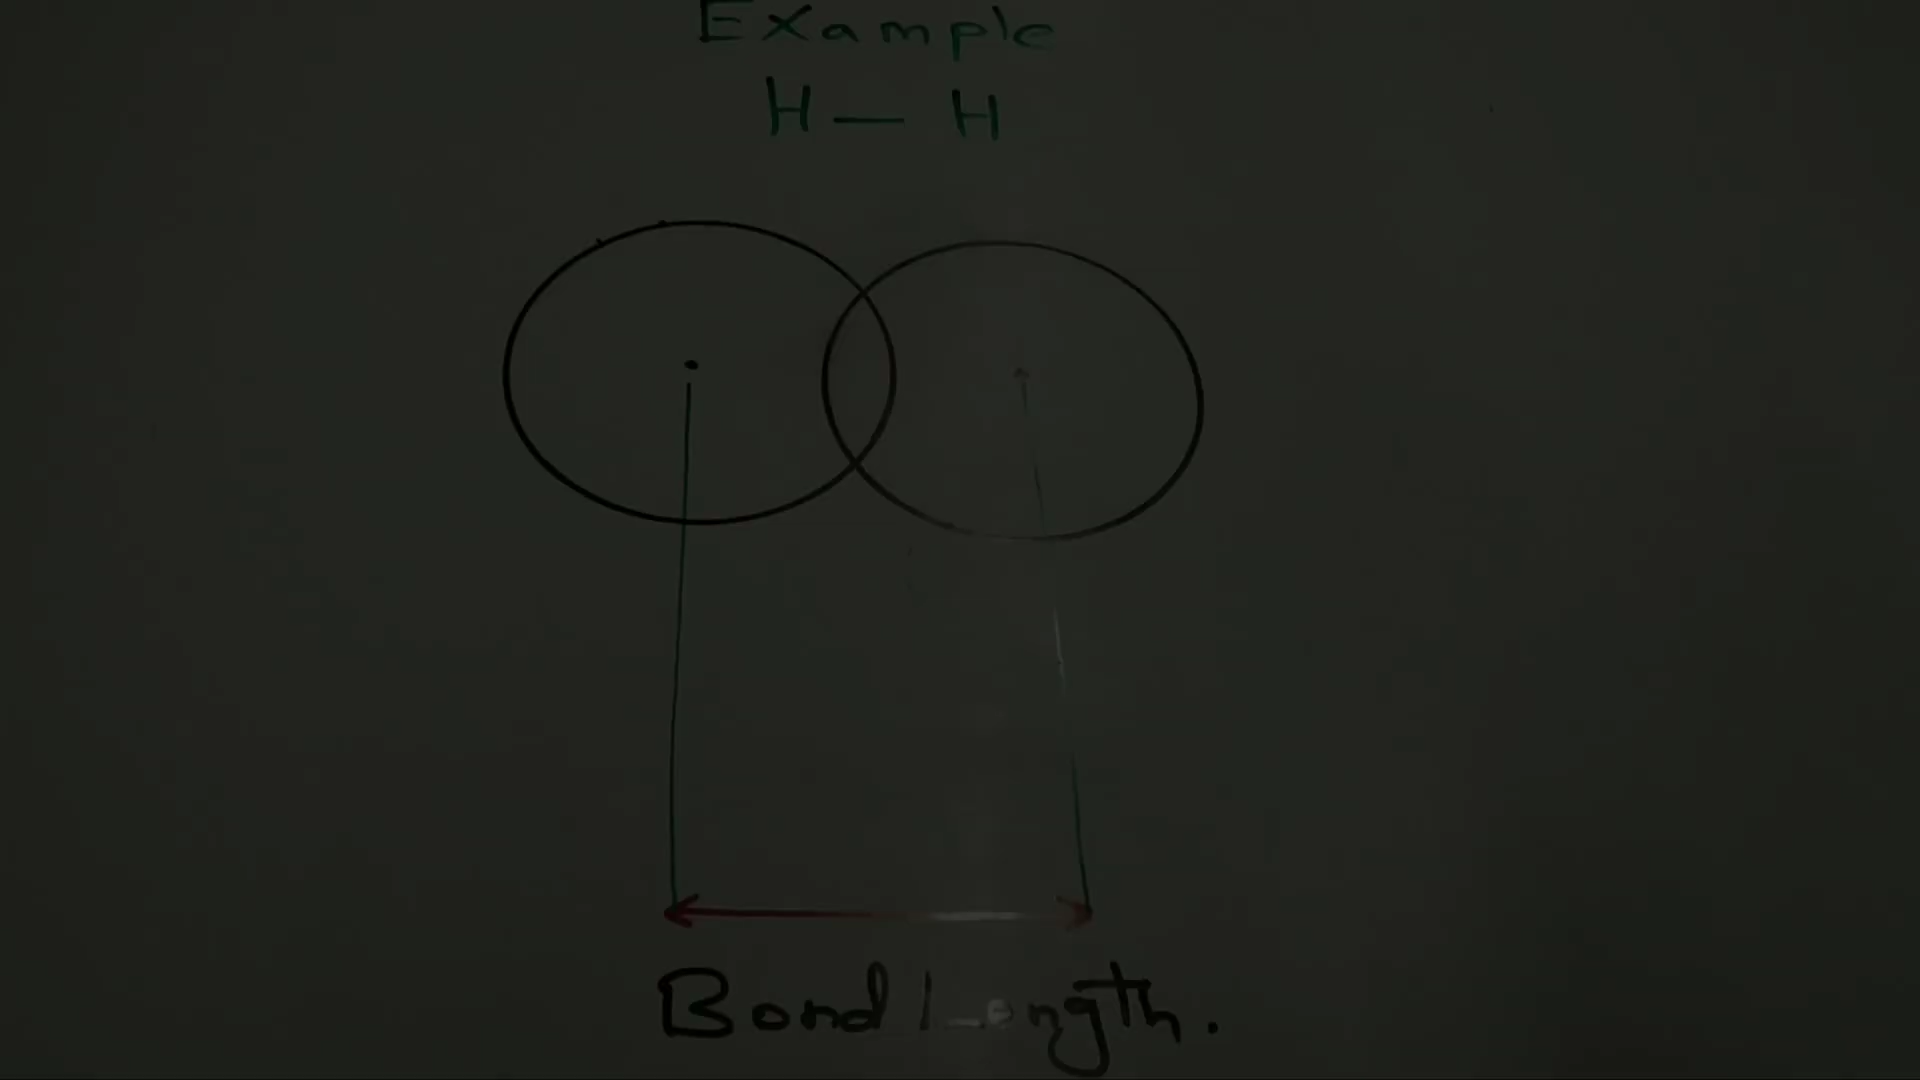 Example
H — H
Bond Length.